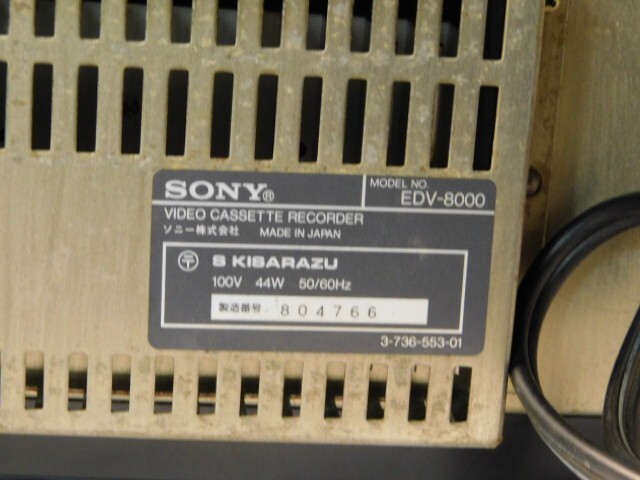 SONY®
MODEL NO.
EDV-8000
VIDEO CASSETTE RECORDER
ソニー株式会社 MADE IN JAPAN
〒 S KISARAZU
100V 44W 50/60Hz
製造番号 804766
3-736-553-01